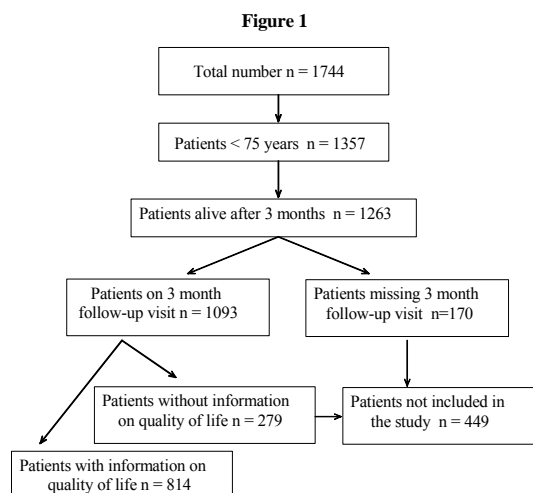 Figure 1
Total number n = 1744
Patients < 75 years n = 1357
Patients alive after 3 months n = 1263
Patients on 3 month
follow-up visit n = 1093
Patients missing 3 month
follow-up visit n=170
Patients without information
on quality of life n = 279
Patients not included in
the study n = 449
Patients with information on
quality of life n = 814